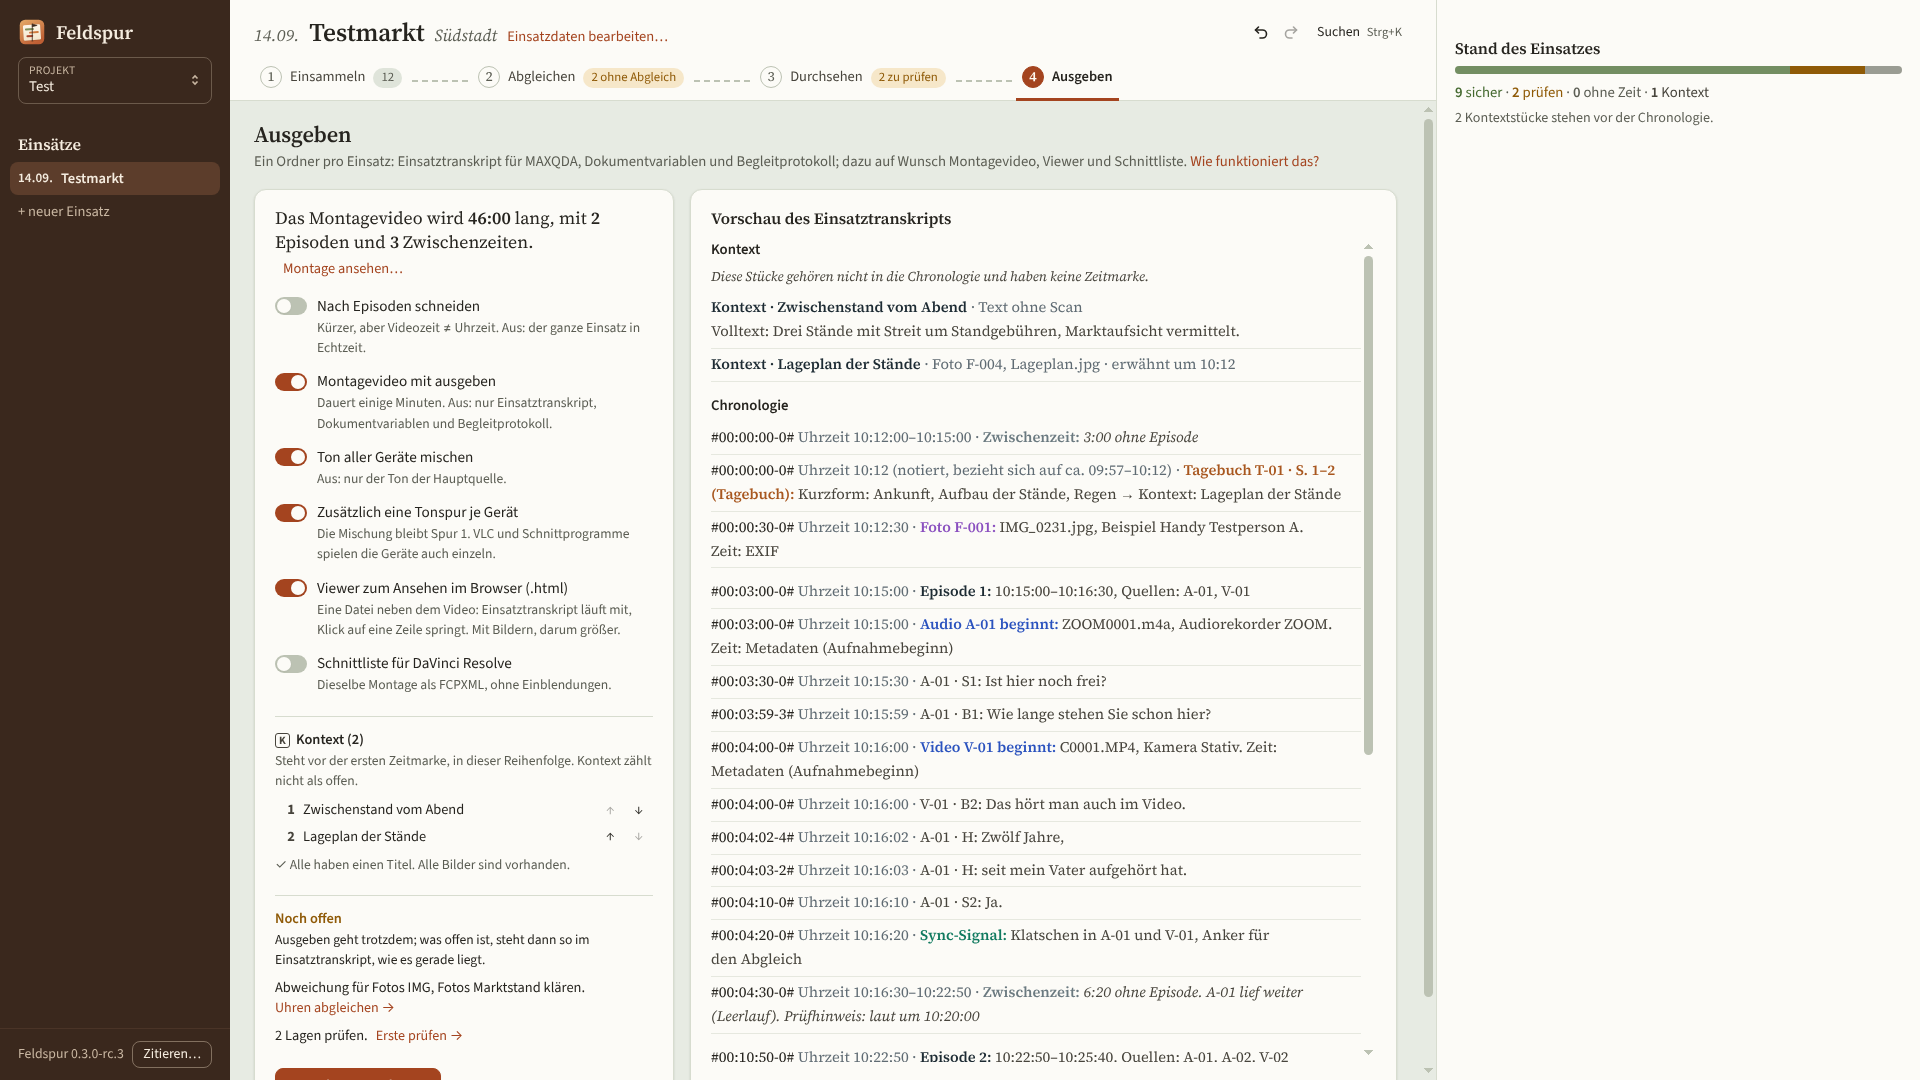 Feldspur
PROJEKT
Test
Einsätze
14.09. Testmarkt
+ neuer Einsatz
Feldspur 0.3.0-rc.3
Zitieren…
14.09. Testmarkt Südstadt Einsatzdaten bearbeiten…
Suchen Strg+K
1 Einsammeln 12
2 Abgleichen 2 ohne Abgleich
3 Durchsehen 2 zu prüfen
4 Ausgeben
Ausgeben
Ein Ordner pro Einsatz: Einsatztranskript für MAXQDA, Dokumentvariablen und Begleitprotokoll; dazu auf Wunsch Montagevideo, Viewer und Schnittliste. Wie funktioniert das?
Das Montagevideo wird 46:00 lang, mit 2
Episoden und 3 Zwischenzeiten.
Montage ansehen…
Nach Episoden schneiden
Kürzer, aber Videozeit ≠ Uhrzeit. Aus: der ganze Einsatz in
Echtzeit.
Montagevideo mit ausgeben
Dauert einige Minuten. Aus: nur Einsatztranskript,
Dokumentvariablen und Begleitprotokoll.
Ton aller Geräte mischen
Aus: nur der Ton der Hauptquelle.
Zusätzlich eine Tonspur je Gerät
Die Mischung bleibt Spur 1. VLC und Schnittprogramme
spielen die Geräte auch einzeln.
Viewer zum Ansehen im Browser (.html)
Eine Datei neben dem Video: Einsatztranskript läuft mit,
Klick auf eine Zeile springt. Mit Bildern, darum größer.
Schnittliste für DaVinci Resolve
Dieselbe Montage als FCPXML, ohne Einblendungen.
K Kontext (2)
Steht vor der ersten Zeitmarke, in dieser Reihenfolge. Kontext zählt
nicht als offen.
1 Zwischenstand vom Abend ↑ ↓
2 Lageplan der Stände ↑ ↓
✓ Alle haben einen Titel. Alle Bilder sind vorhanden.
Noch offen
Ausgeben geht trotzdem; was offen ist, steht dann so im
Einsatztranskript, wie es gerade liegt.
Abweichung für Fotos IMG, Fotos Marktstand klären.
Uhren abgleichen →
2 Lagen prüfen. Erste prüfen →
Vorschau des Einsatztranskripts
Kontext
Diese Stücke gehören nicht in die Chronologie und haben keine Zeitmarke.
Kontext · Zwischenstand vom Abend · Text ohne Scan
Volltext: Drei Stände mit Streit um Standgebühren, Marktaufsicht vermittelt.
Kontext · Lageplan der Stände · Foto F-004, Lageplan.jpg · erwähnt um 10:12
Chronologie
#00:00:00-0# Uhrzeit 10:12:00–10:15:00 · Zwischenzeit: 3:00 ohne Episode
#00:00:00-0# Uhrzeit 10:12 (notiert, bezieht sich auf ca. 09:57–10:12) · Tagebuch T-01 · S. 1–2
(Tagebuch): Kurzform: Ankunft, Aufbau der Stände, Regen → Kontext: Lageplan der Stände
#00:00:30-0# Uhrzeit 10:12:30 · Foto F-001: IMG_0231.jpg, Beispiel Handy Testperson A.
Zeit: EXIF
#00:03:00-0# Uhrzeit 10:15:00 · Episode 1: 10:15:00–10:16:30, Quellen: A-01, V-01
#00:03:00-0# Uhrzeit 10:15:00 · Audio A-01 beginnt: ZOOM0001.m4a, Audiorekorder ZOOM.
Zeit: Metadaten (Aufnahmebeginn)
#00:03:30-0# Uhrzeit 10:15:30 · A-01 · S1: Ist hier noch frei?
#00:03:59-3# Uhrzeit 10:15:59 · A-01 · B1: Wie lange stehen Sie schon hier?
#00:04:00-0# Uhrzeit 10:16:00 · Video V-01 beginnt: C0001.MP4, Kamera Stativ. Zeit:
Metadaten (Aufnahmebeginn)
#00:04:00-0# Uhrzeit 10:16:00 · V-01 · B2: Das hört man auch im Video.
#00:04:02-4# Uhrzeit 10:16:02 · A-01 · H: Zwölf Jahre,
#00:04:03-2# Uhrzeit 10:16:03 · A-01 · H: seit mein Vater aufgehört hat.
#00:04:10-0# Uhrzeit 10:16:10 · A-01 · S2: Ja.
#00:04:20-0# Uhrzeit 10:16:20 · Sync-Signal: Klatschen in A-01 und V-01, Anker für
den Abgleich
#00:04:30-0# Uhrzeit 10:16:30–10:22:50 · Zwischenzeit: 6:20 ohne Episode. A-01 lief weiter
(Leerlauf). Prüfhinweis: laut um 10:20:00
#00:10:50-0# Uhrzeit 10:22:50 · Episode 2: 10:22:50–10:25:40. Quellen: A-01. A-02. V-02
Stand des Einsatzes
9 sicher · 2 prüfen · 0 ohne Zeit · 1 Kontext
2 Kontextstücke stehen vor der Chronologie.